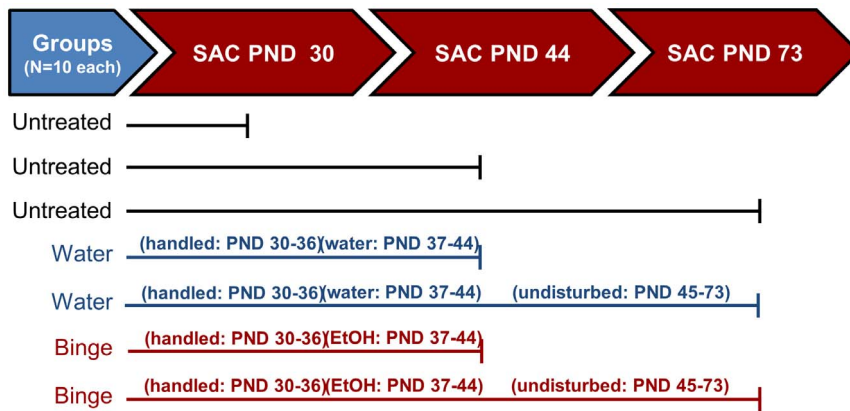 Groups
(N=10 each)
SAC PND 30
SAC PND 44
SAC PND 73
Untreated
Untreated
Untreated
Water (handled: PND 30-36)(water: PND 37-44)
Water (handled: PND 30-36)(water: PND 37-44) (undisturbed: PND 45-73)
Binge (handled: PND 30-36)(EtOH: PND 37-44)
Binge (handled: PND 30-36)(EtOH: PND 37-44) (undisturbed: PND 45-73)